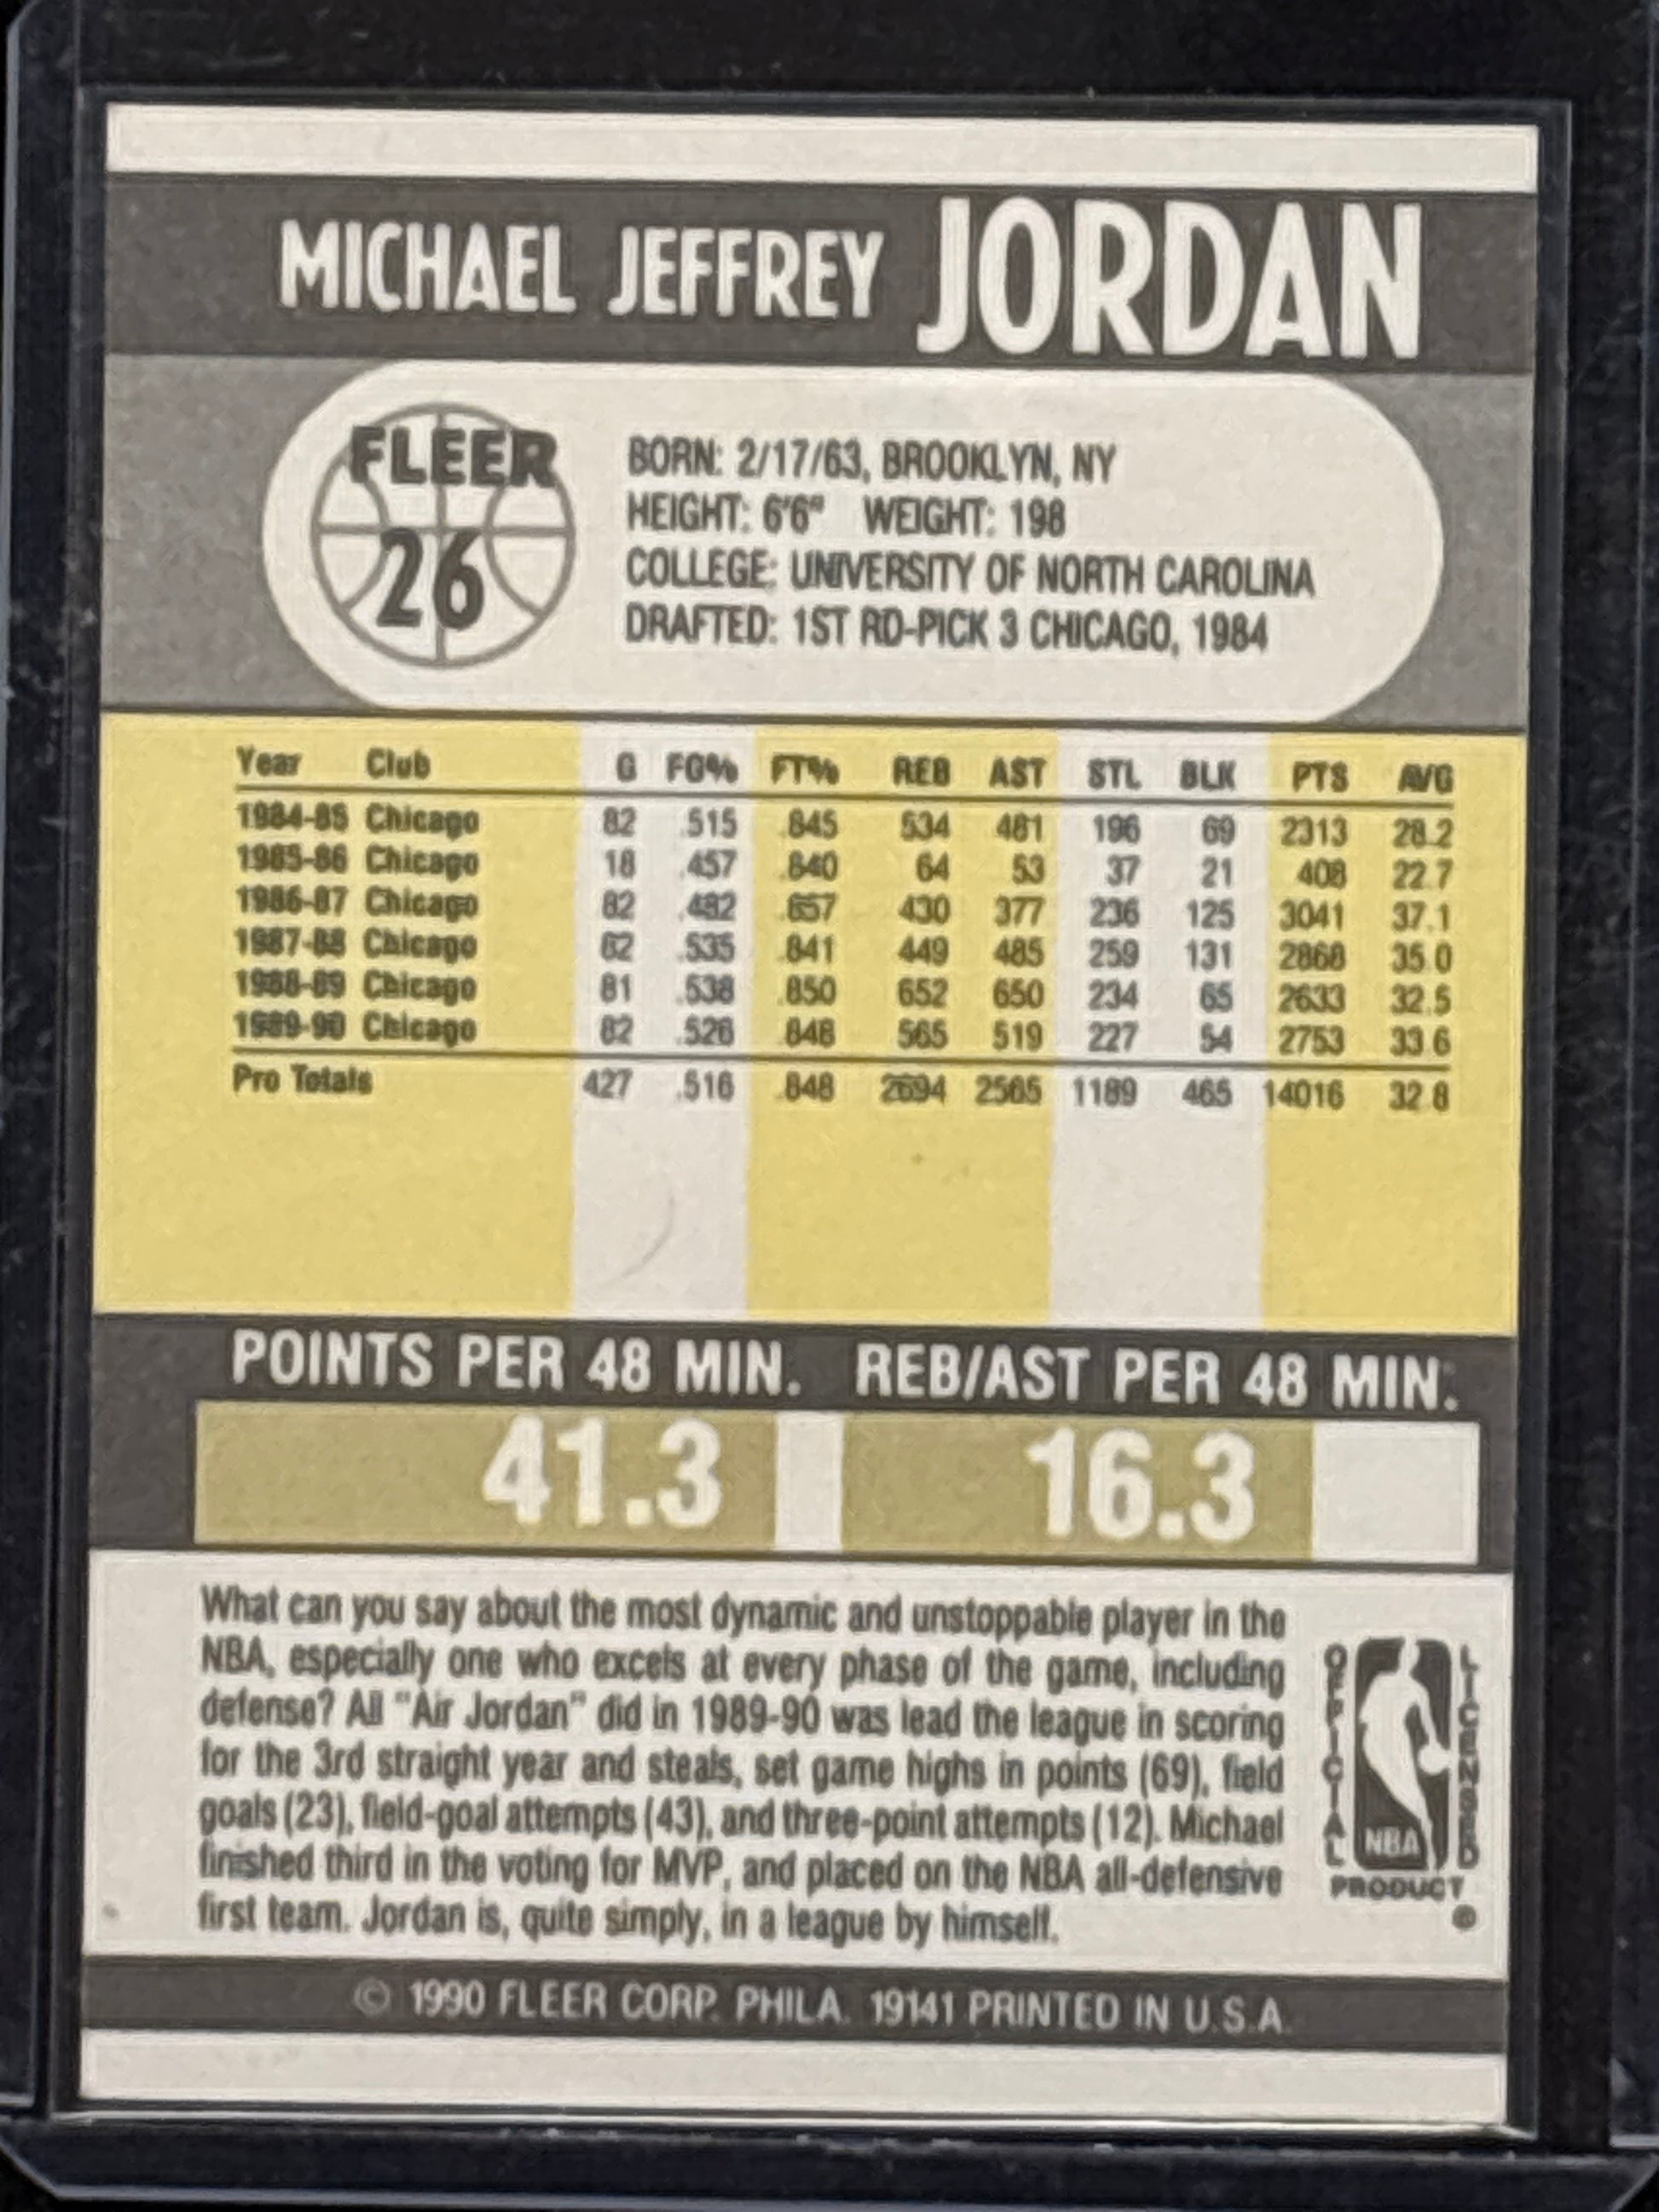 MICHAEL JEFFREY JORDAN
FLEER
26
BORN: 2/17/63, BROOKLYN, NY
HEIGHT: 6'6" WEIGHT: 198
COLLEGE: UNIVERSITY OF NORTH CAROLINA
DRAFTED: 1ST RD-PICK 3 CHICAGO, 1984
Year Club G FG% FT% REB AST STL BLK PTS AVG
1984-85 Chicago 82 .515 .845 534 481 196 69 2313 28.2
1985-86 Chicago 18 .457 .840 64 53 37 21 408 22.7
1986-87 Chicago 82 .482 .857 430 377 236 125 3041 37.1
1987-88 Chicago 82 .535 .841 449 485 259 131 2868 35.0
1988-89 Chicago 81 .538 .850 652 650 234 65 2633 32.5
1989-90 Chicago 82 .526 .848 565 519 227 54 2753 33.6
Pro Totals 427 .516 .848 2694 2565 1189 465 14016 32.8
POINTS PER 48 MIN. REB/AST PER 48 MIN.
41.3 16.3
What can you say about the most dynamic and unstoppable player in the
NBA, especially one who excels at every phase of the game, including
defense? All "Air Jordan" did in 1989-90 was lead the league in scoring
for the 3rd straight year and steals, set game highs in points (69), field
goals (23), field-goal attempts (43), and three-point attempts (12). Michael
finished third in the voting for MVP, and placed on the NBA all-defensive
first team. Jordan is, quite simply, in a league by himself.
OFFICIAL
NBA
LICENSED
PRODUCT
®
© 1990 FLEER CORP. PHILA. 19141 PRINTED IN U.S.A.